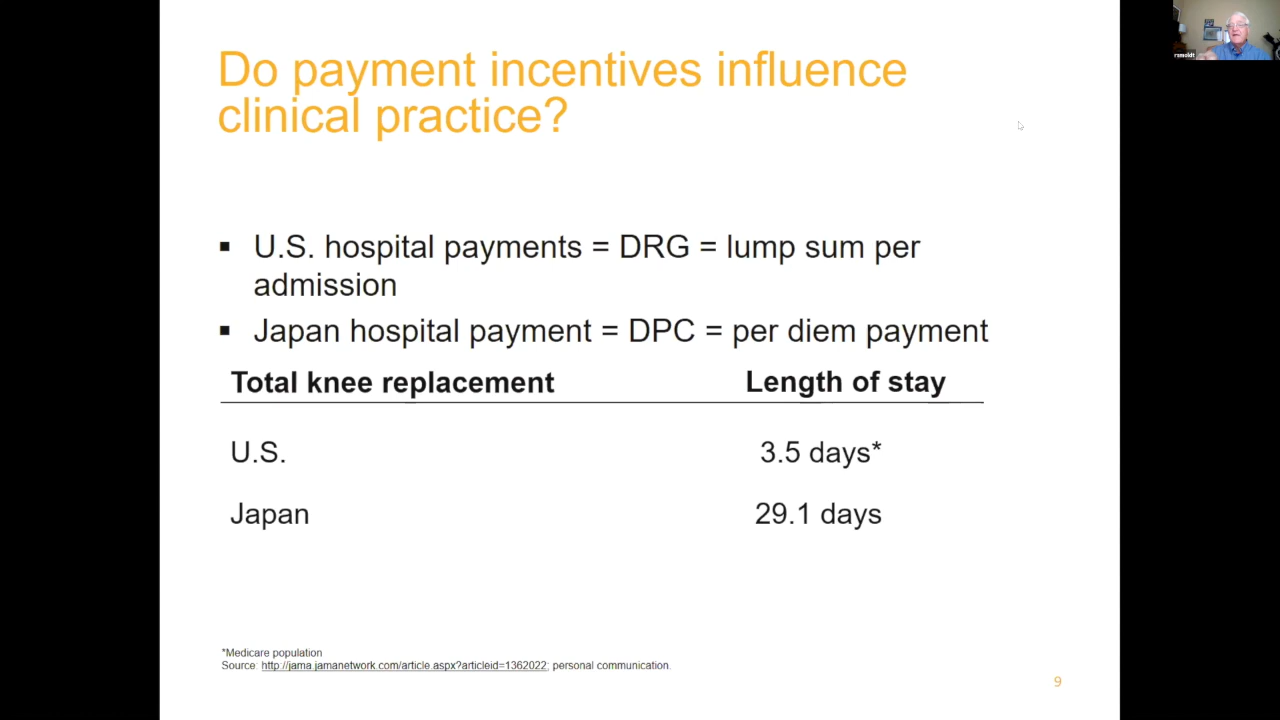 Do payment incentives influence
clinical practice?
▪ U.S. hospital payments = DRG = lump sum per
admission
▪ Japan hospital payment = DPC = per diem payment
Total knee replacement Length of stay
U.S. 3.5 days*
Japan 29.1 days
*Medicare population
Source: http://jama.jamanetwork.com/article.aspx?articleid=1362022; personal communication.
9
rsmoldt